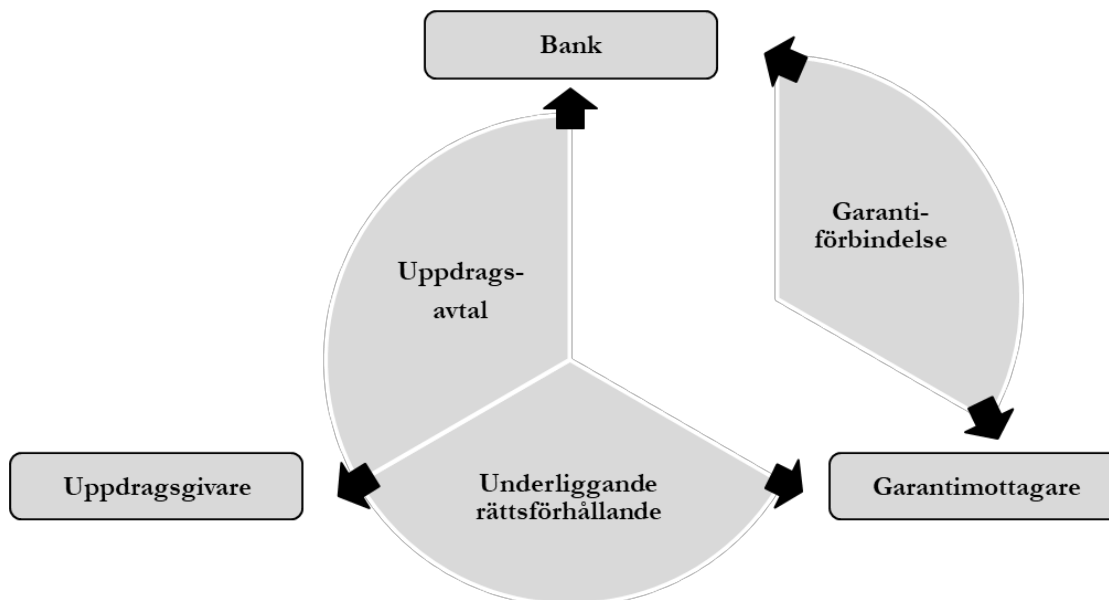 Bank
Garanti-
förbindelse
Uppdrags-
avtal
Uppdragsgivare
Underliggande
rättsförhållande
Garantimottagare